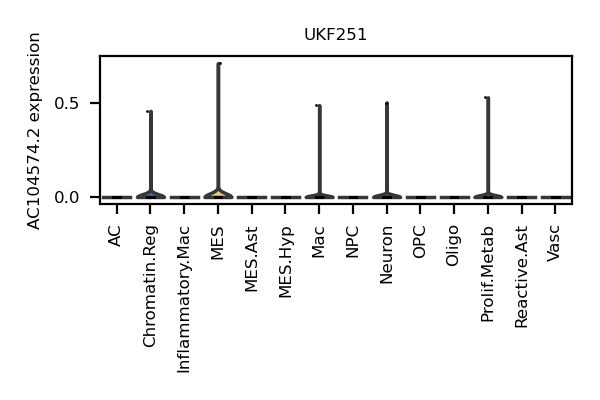 UKF251
AC104574.2 expression
0.5
0.0
AC
Chromatin.Reg
Inflammatory.Mac
MES
MES.Ast
MES.Hyp
Mac
NPC
Neuron
OPC
Oligo
Prolif.Metab
Reactive.Ast
Vasc